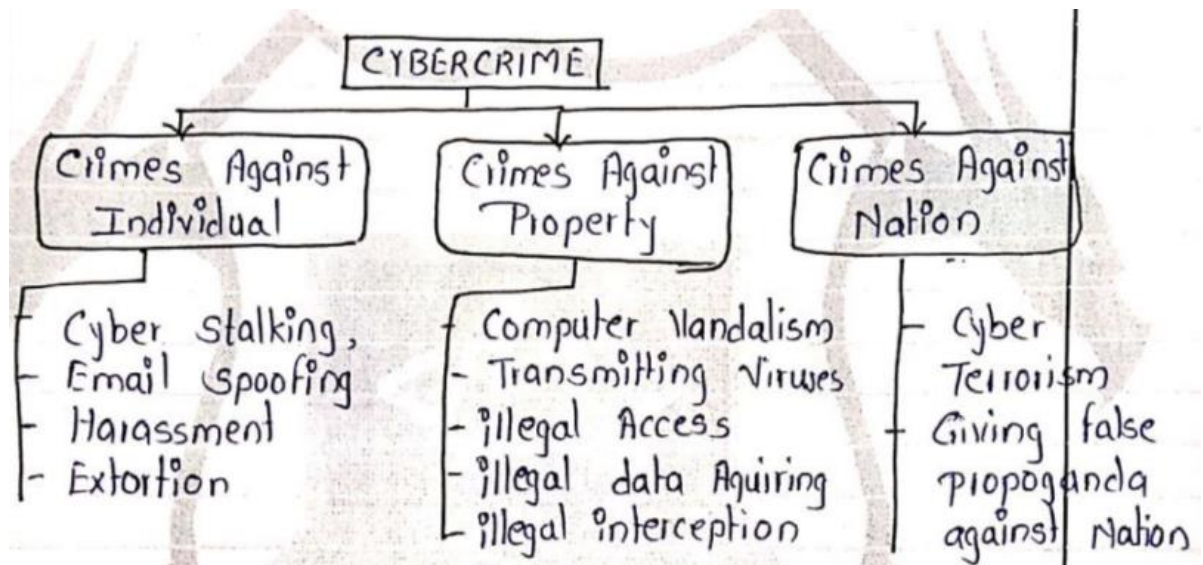 CYBERCRIME
Crimes Against
Individual
Cyber Stalking,
Email Spoofing
Harassment
Extortion
Crimes Against
Property
- Computer Vandalism
- Transmitting Viruses
- illegal Access
- illegal data Aquiring
- illegal interception
Crimes Against
Nation
- Cyber
Terrorism
- Giving false
propoganda
against Nation